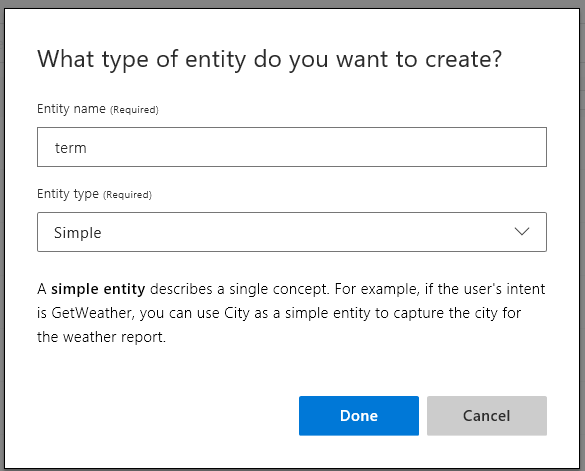 What type of entity do you want to create?
Entity name (Required)
term
Entity type (Required)
Simple
A simple entity describes a single concept. For example, if the user's intent
is GetWeather, you can use City as a simple entity to capture the city for
the weather report.
Done
Cancel